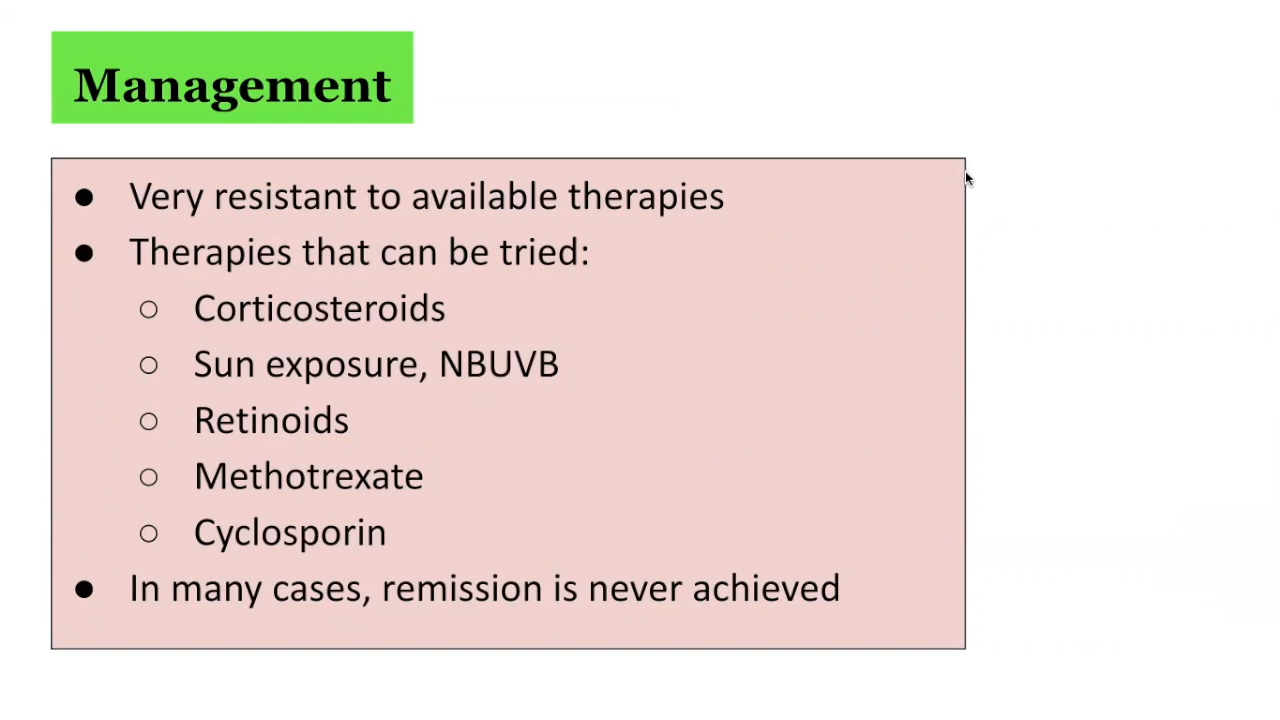 Management
● Very resistant to available therapies
● Therapies that can be tried:
○ Corticosteroids
○ Sun exposure, NBUVB
○ Retinoids
○ Methotrexate
○ Cyclosporin
● In many cases, remission is never achieved